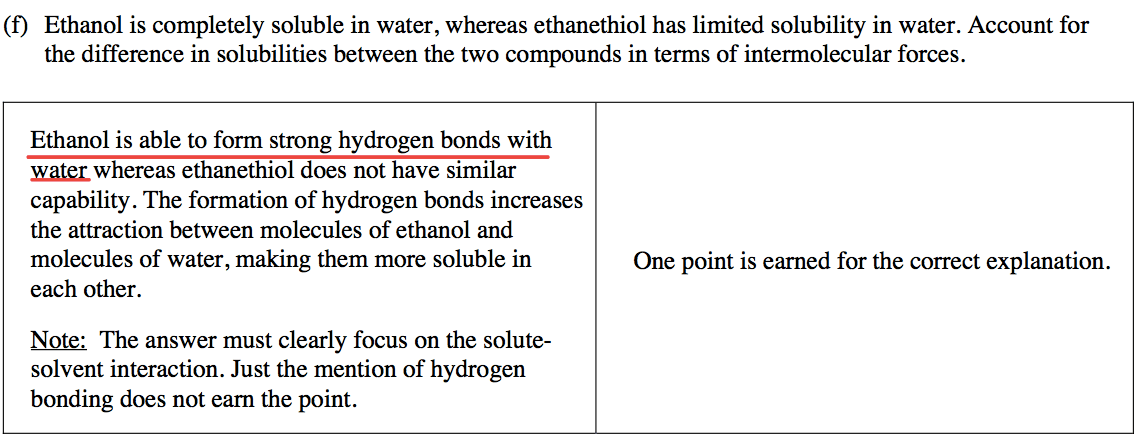 (f) Ethanol is completely soluble in water, whereas ethanethiol has limited solubility in water. Account for
the difference in solubilities between the two compounds in terms of intermolecular forces.
Ethanol is able to form strong hydrogen bonds with
water whereas ethanethiol does not have similar
capability. The formation of hydrogen bonds increases
the attraction between molecules of ethanol and
molecules of water, making them more soluble in
each other.
Note: The answer must clearly focus on the solute-
solvent interaction. Just the mention of hydrogen
bonding does not earn the point.
One point is earned for the correct explanation.